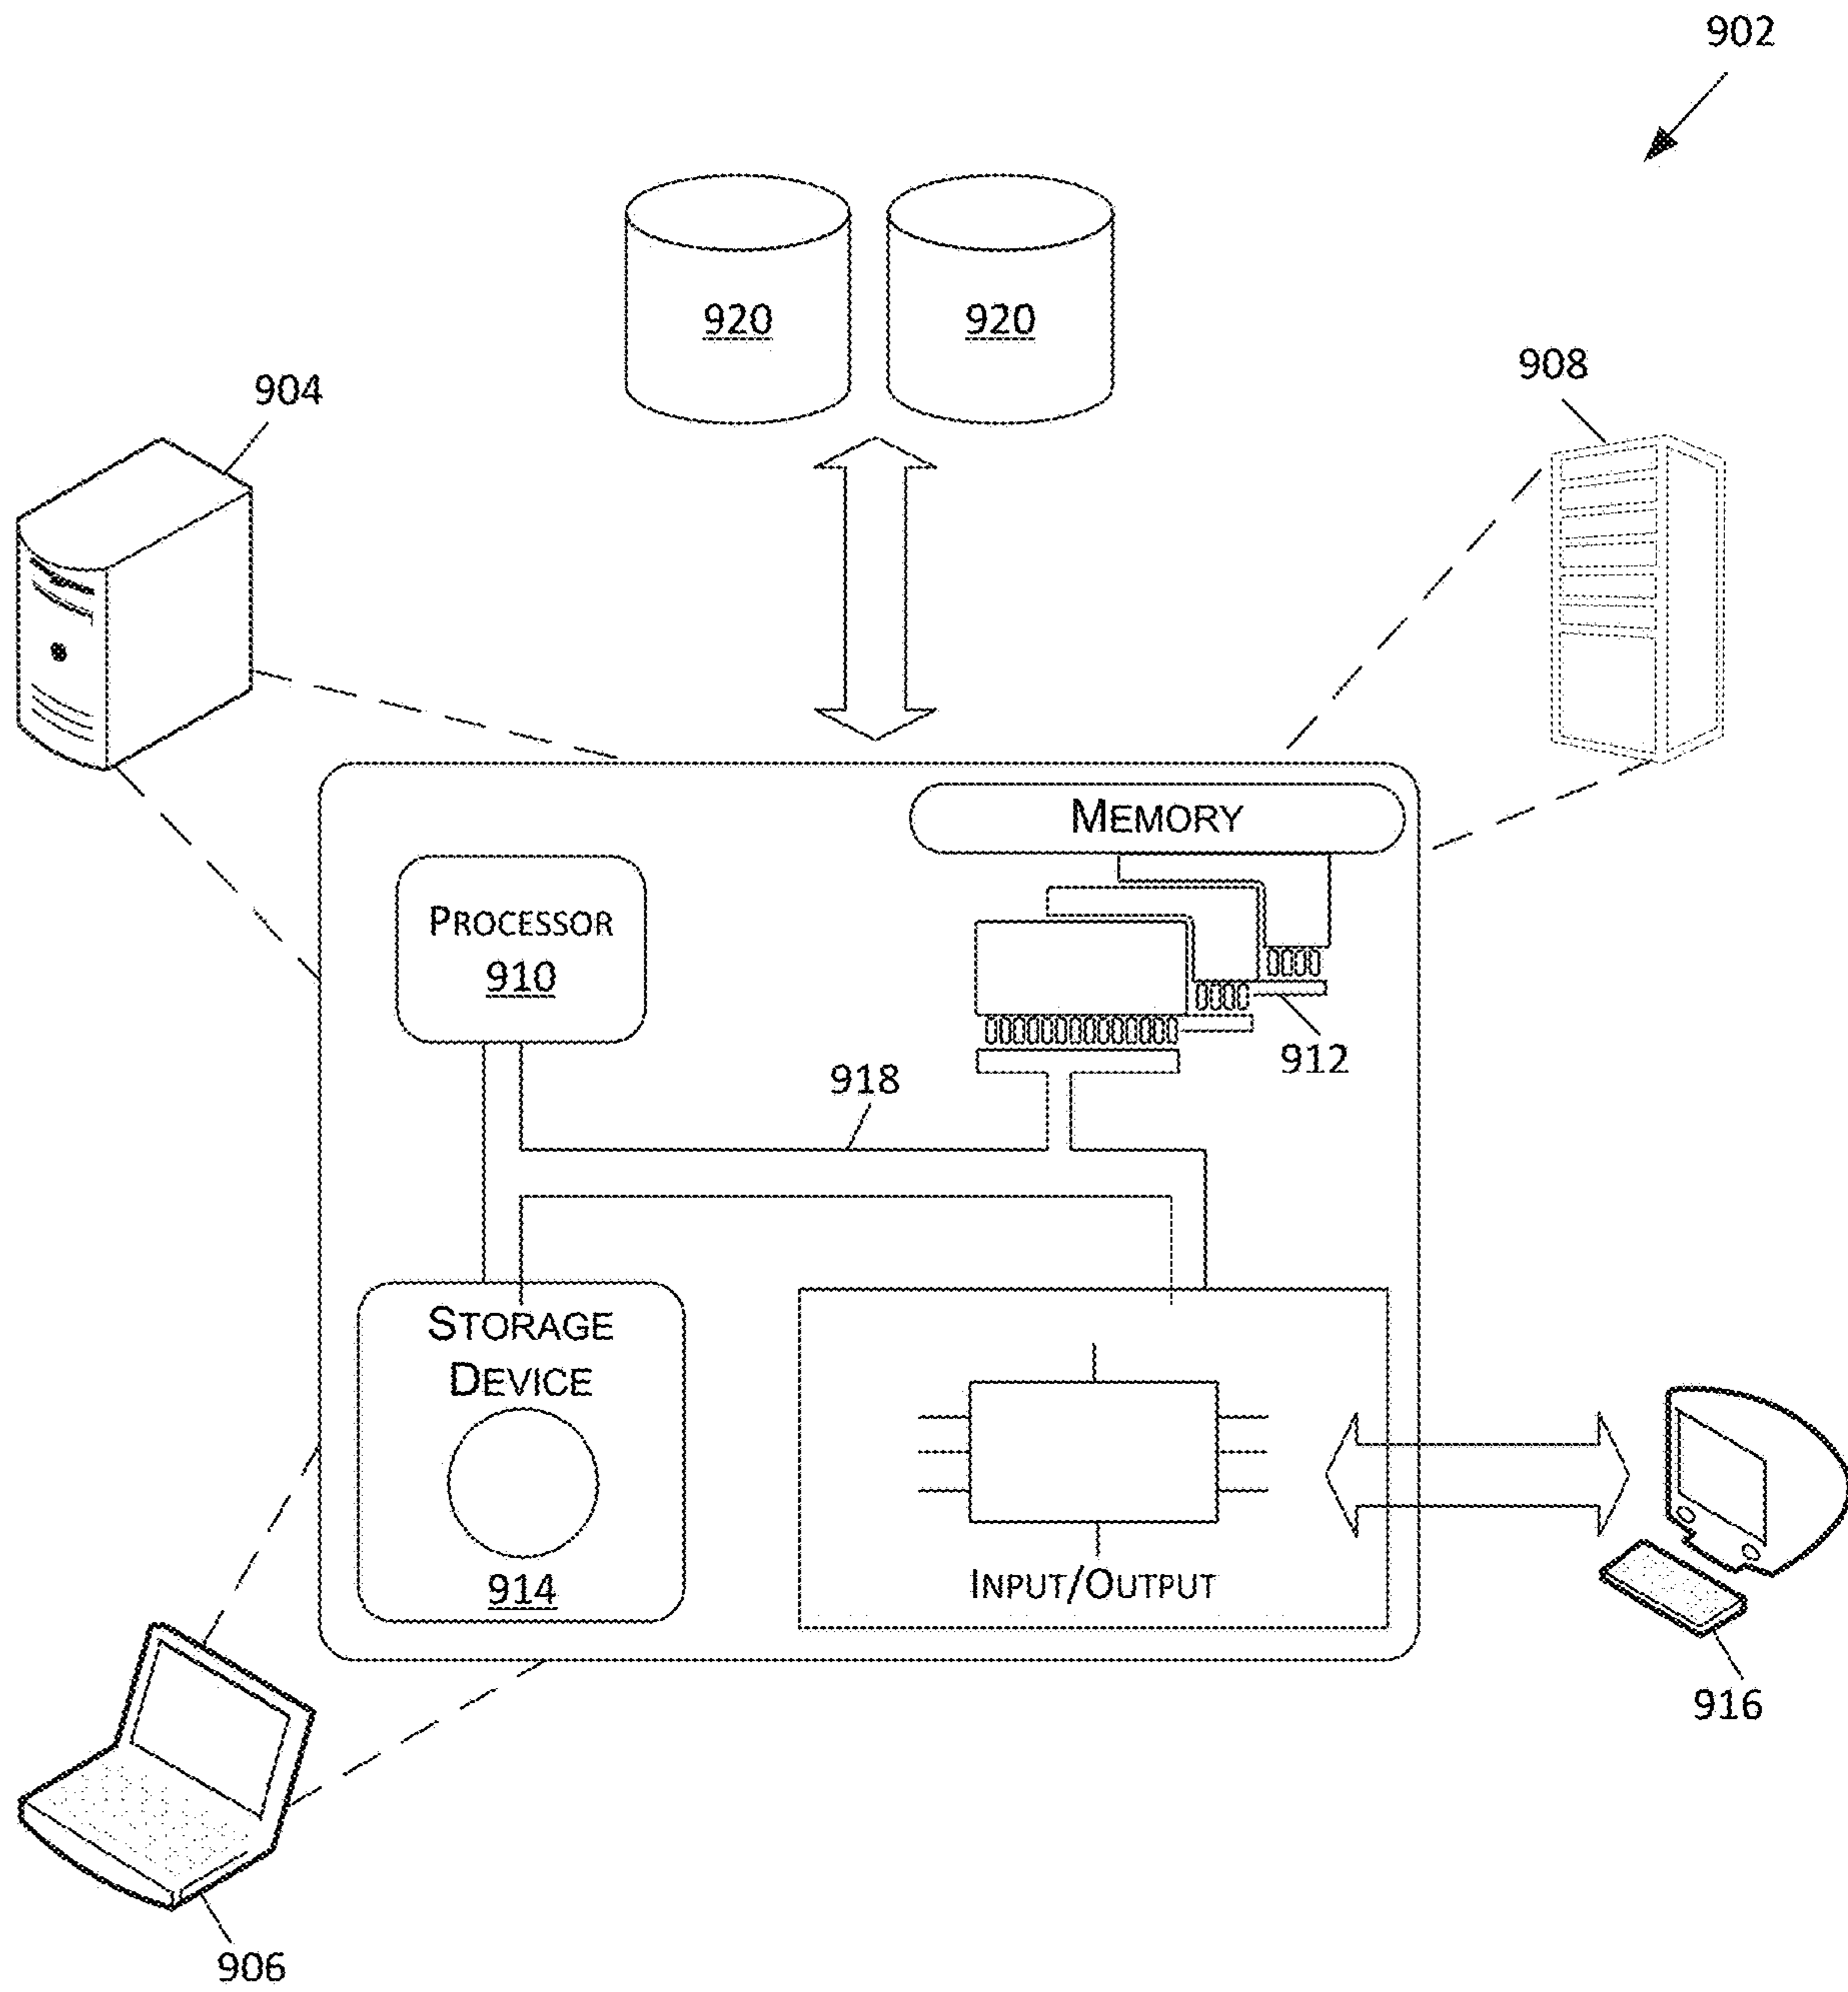 902
920
920
908
904
MEMORY
PROCESSOR
910
912
918
STORAGE
DEVICE
914
INPUT/OUTPUT
916
906